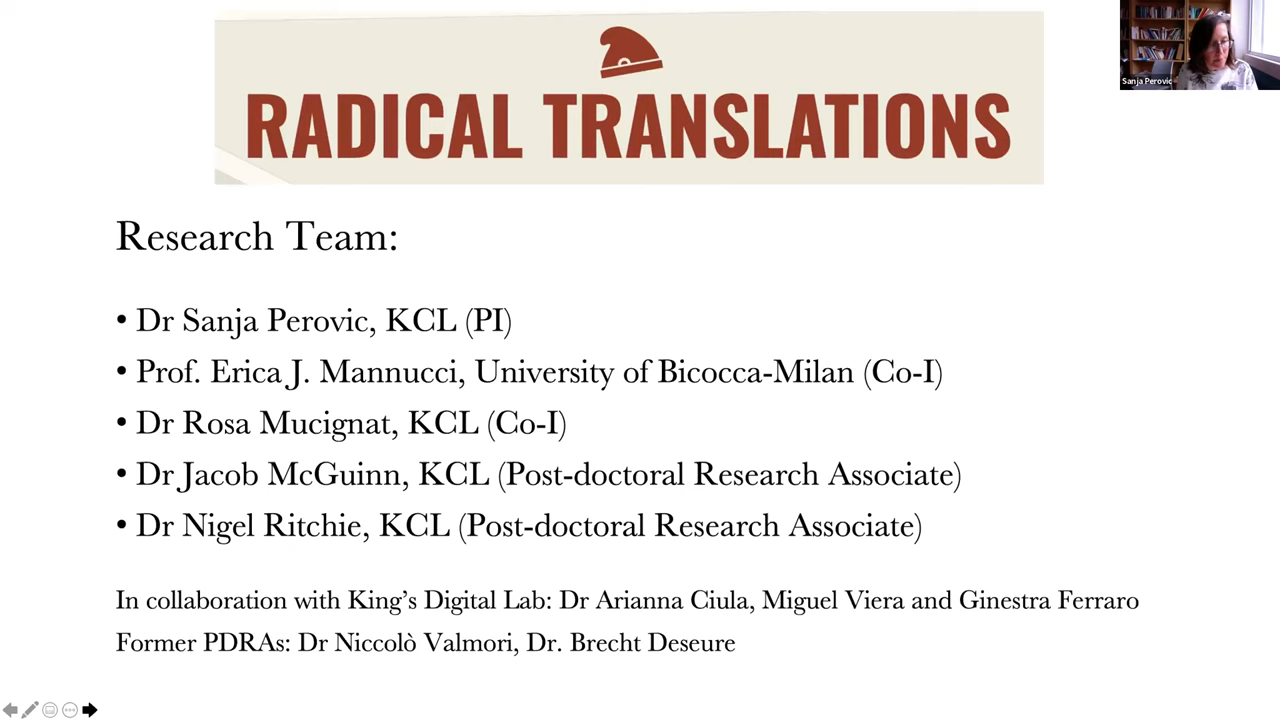 RADICAL TRANSLATIONS
Sanja Perovic
Research Team:
• Dr Sanja Perovic, KCL (PI)
• Prof. Erica J. Mannucci, University of Bicocca-Milan (Co-I)
• Dr Rosa Mucignat, KCL (Co-I)
• Dr Jacob McGuinn, KCL (Post-doctoral Research Associate)
• Dr Nigel Ritchie, KCL (Post-doctoral Research Associate)
In collaboration with King’s Digital Lab: Dr Arianna Ciula, Miguel Viera and Ginestra Ferraro
Former PDRAs: Dr Niccolò Valmori, Dr. Brecht Deseure